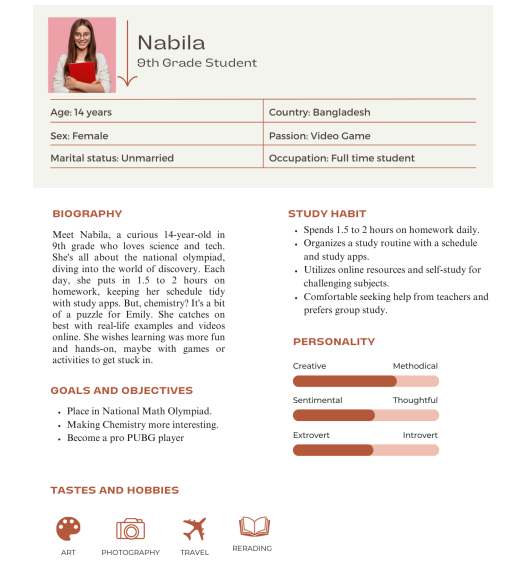 Nabila
9th Grade Student
Age: 14 years
Country: Bangladesh
Sex: Female
Passion: Video Game
Marital status: Unmarried
Occupation: Full time student
BIOGRAPHY
Meet Nabila, a curious 14-year-old in
9th grade who loves science and tech.
She's all about the national olympiad,
diving into the world of discovery. Each
day, she puts in 1.5 to 2 hours on
homework, keeping her schedule tidy
with study apps. But, chemistry? It's a bit
of a puzzle for Emily. She catches on
best with real-life examples and videos
online. She wishes learning was more fun
and hands-on, maybe with games or
activities to get stuck in.
GOALS AND OBJECTIVES
• Place in National Math Olympiad.
• Making Chemistry more interesting.
• Become a pro PUBG player
STUDY HABIT
• Spends 1.5 to 2 hours on homework daily.
• Organizes a study routine with a schedule
and study apps.
• Utilizes online resources and self-study for
challenging subjects.
• Comfortable seeking help from teachers and
prefers group study.
PERSONALITY
Creative Methodical
Sentimental Thoughtful
Extrovert Introvert
TASTES AND HOBBIES
ART
PHOTOGRAPHY
TRAVEL
RERADING